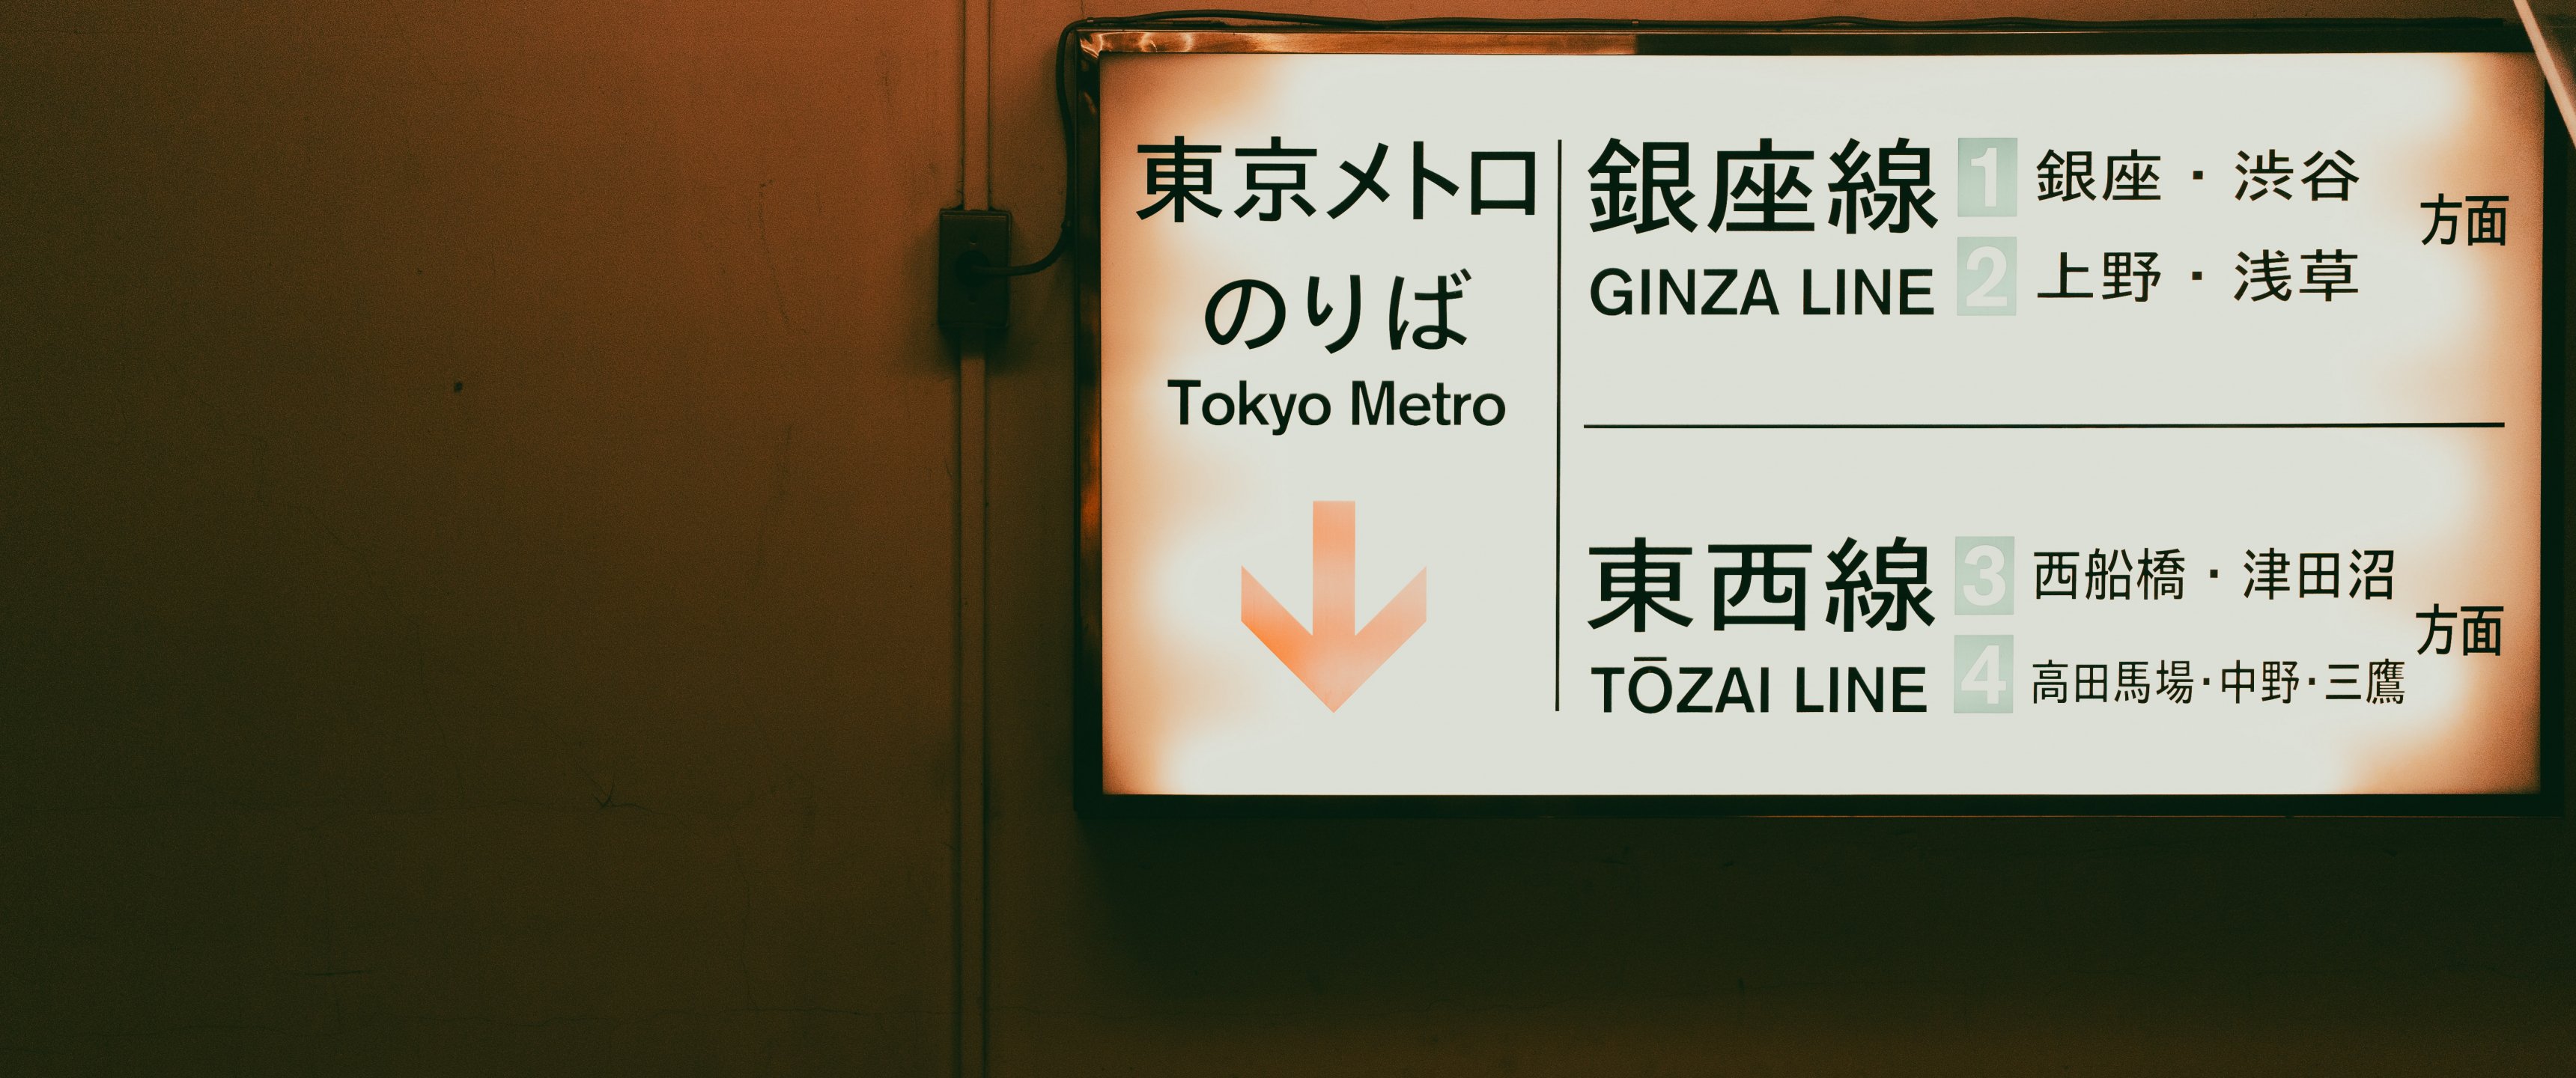 東京メトロ
のりば
Tokyo Metro
銀座線
GINZA LINE
1 銀座・渋谷
2 上野・浅草
方面
東西線
TŌZAI LINE
3 西船橋・津田沼
4 高田馬場・中野・三鷹
方面